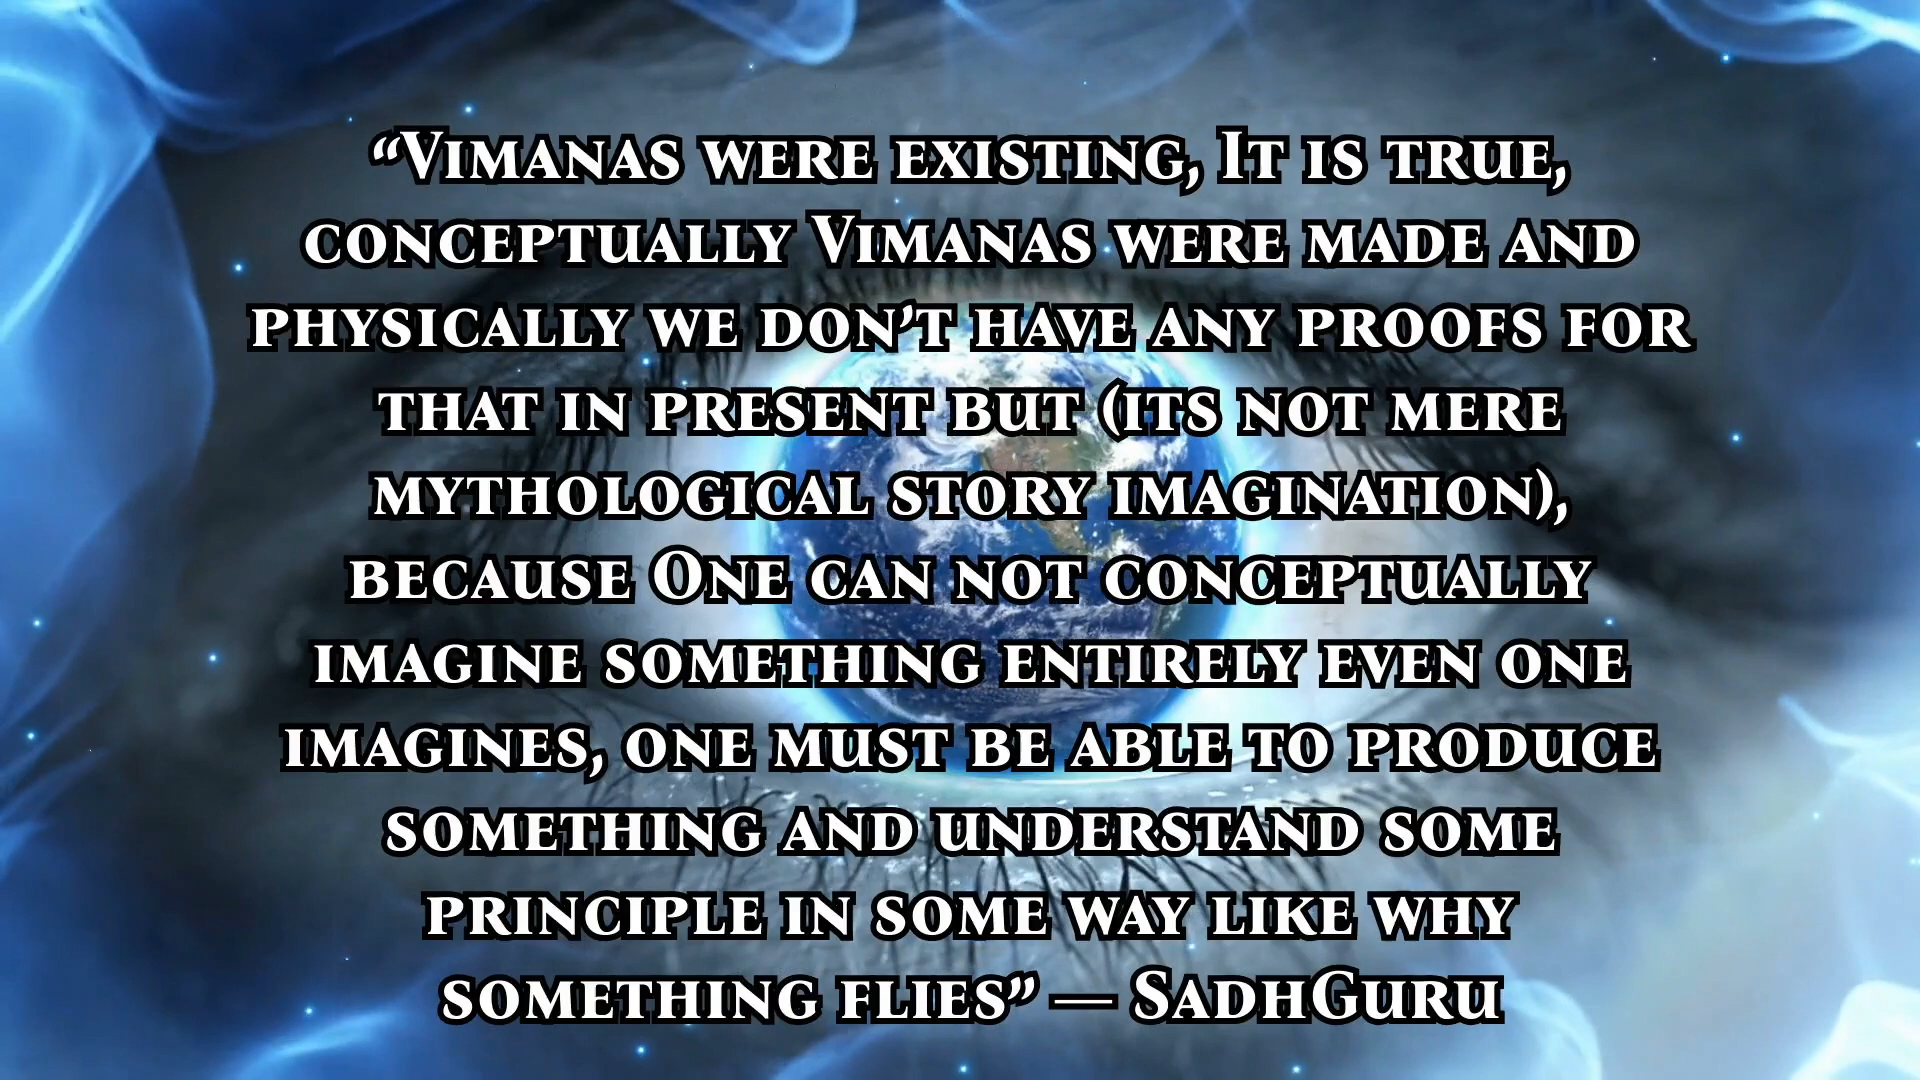 “Vimanas were existing, It is true,
conceptually Vimanas were made and
physically we don’t have any proofs for
that in present but (its not mere
mythological story imagination),
because One can not conceptually
imagine something entirely even one
imagines, one must be able to produce
something and understand some
principle in some way like why
something flies” — SadhGuru